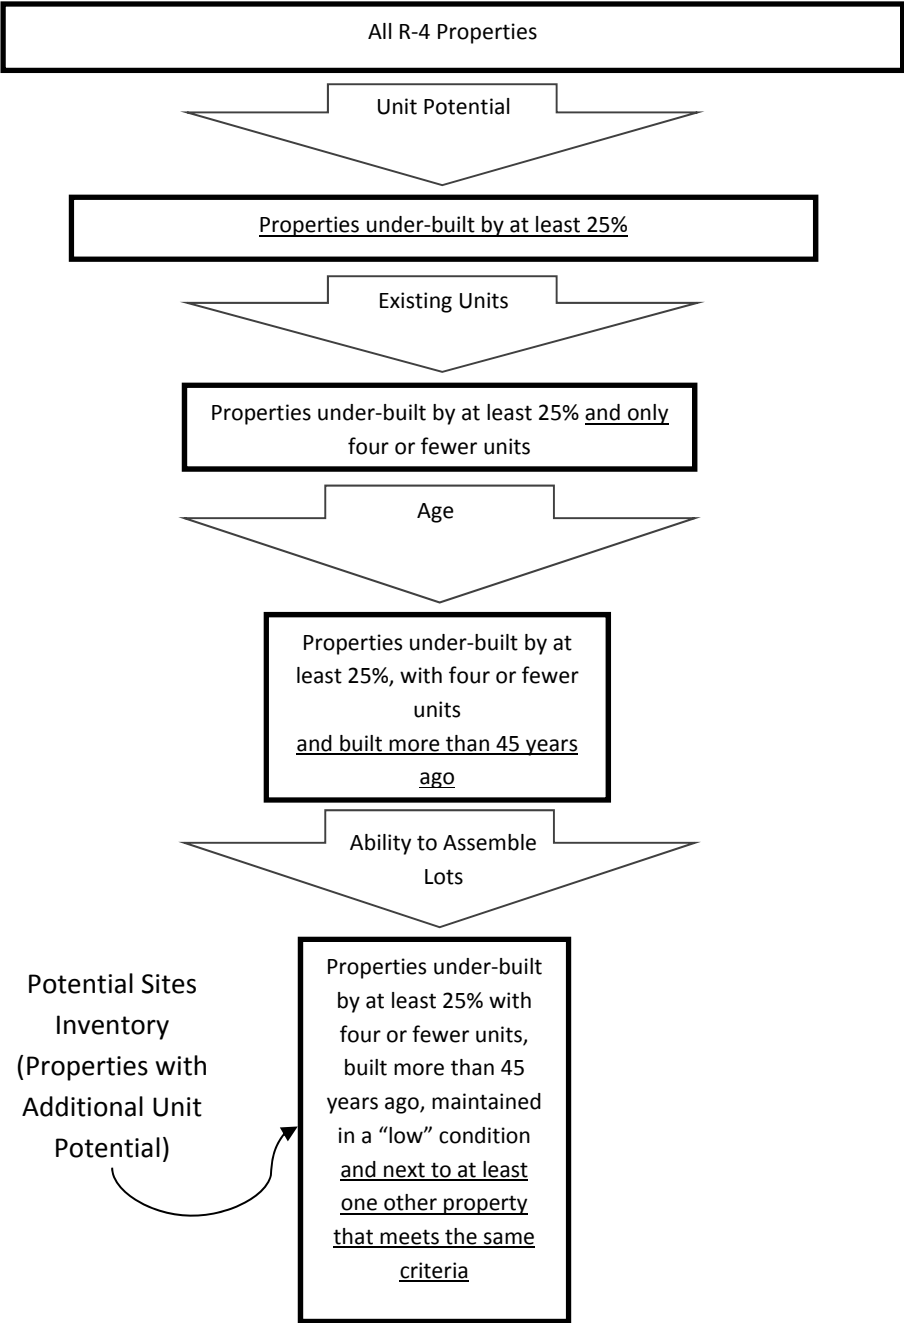 All R-4 Properties
Unit Potential
Properties under-built by at least 25%
Existing Units
Properties under-built by at least 25% and only
four or fewer units
Age
Properties under-built by at
least 25%, with four or fewer
units
and built more than 45 years
ago
Ability to Assemble
Lots
Potential Sites
Inventory
(Properties with
Additional Unit
Potential)
Properties under-built
by at least 25% with
four or fewer units,
built more than 45
years ago, maintained
in a “low” condition
and next to at least
one other property
that meets the same
criteria